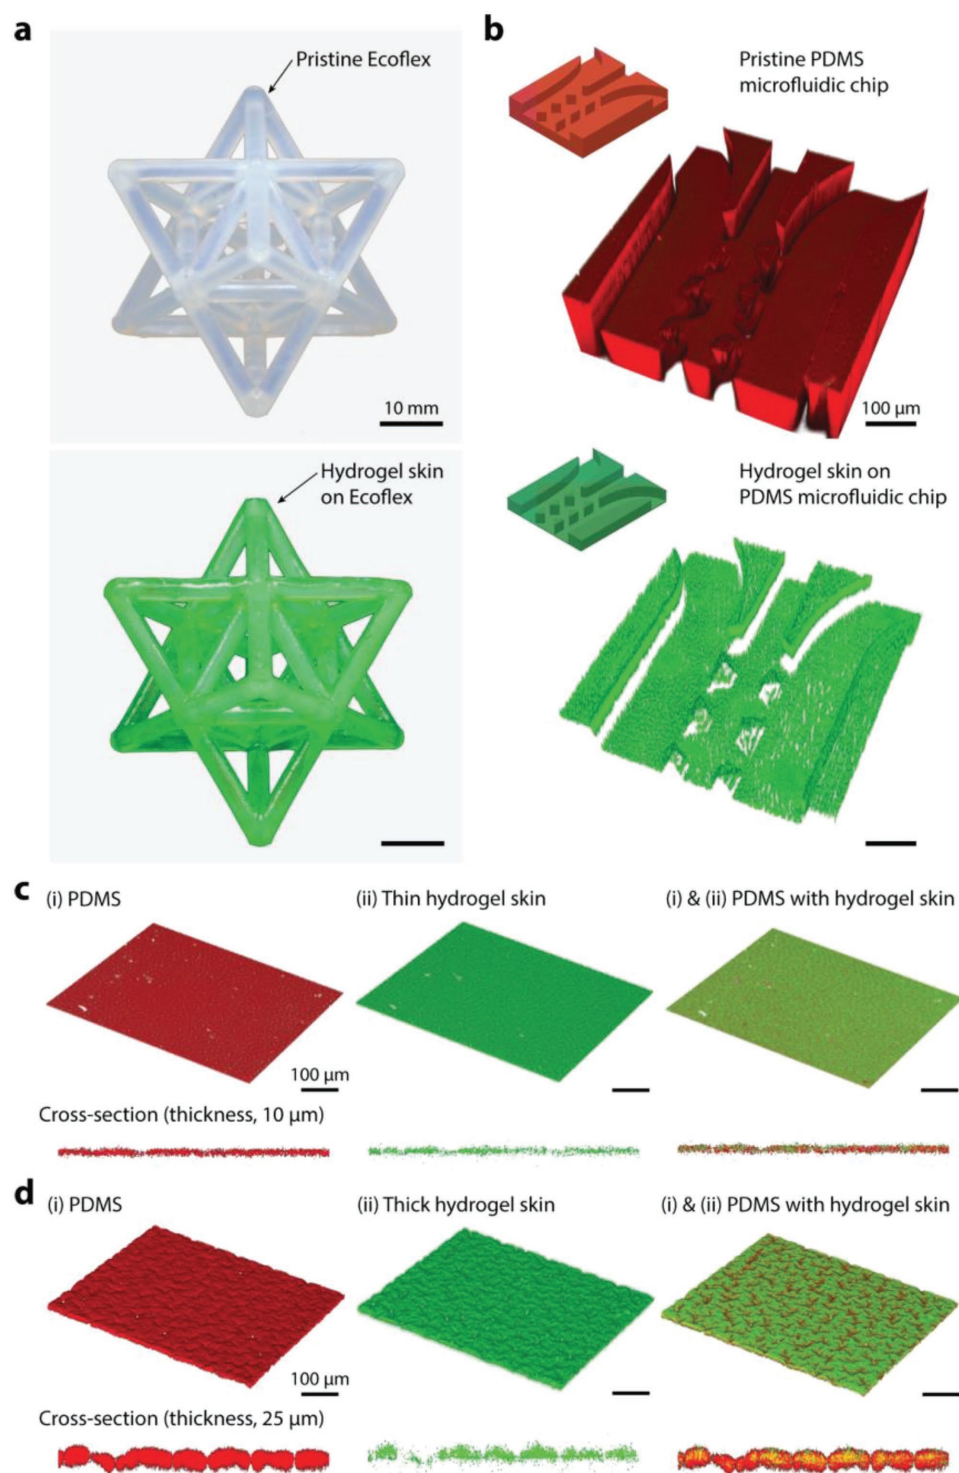 a
Pristine Ecoflex
10 mm
Hydrogel skin
on Ecoflex
b
Pristine PDMS
microfluidic chip
100 μm
Hydrogel skin on
PDMS microfluidic chip
c
(i) PDMS
(ii) Thin hydrogel skin
(i) & (ii) PDMS with hydrogel skin
100 μm
Cross-section (thickness, 10 μm)
d
(i) PDMS
(ii) Thick hydrogel skin
(i) & (ii) PDMS with hydrogel skin
100 μm
Cross-section (thickness, 25 μm)